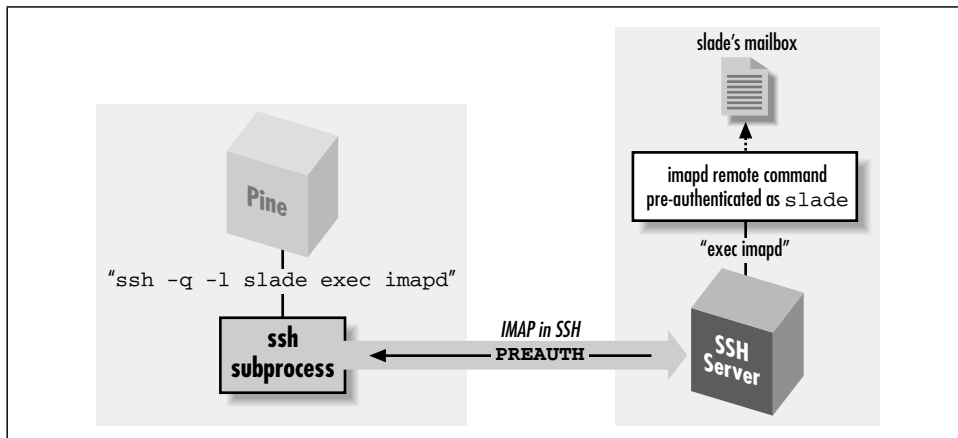 slade's mailbox
imapd remote command
pre-authenticated as slade
"exec imapd"
Pine
"ssh -q -l slade exec imapd"
ssh
subprocess
IMAP in SSH
PREAUTH
SSH
Server